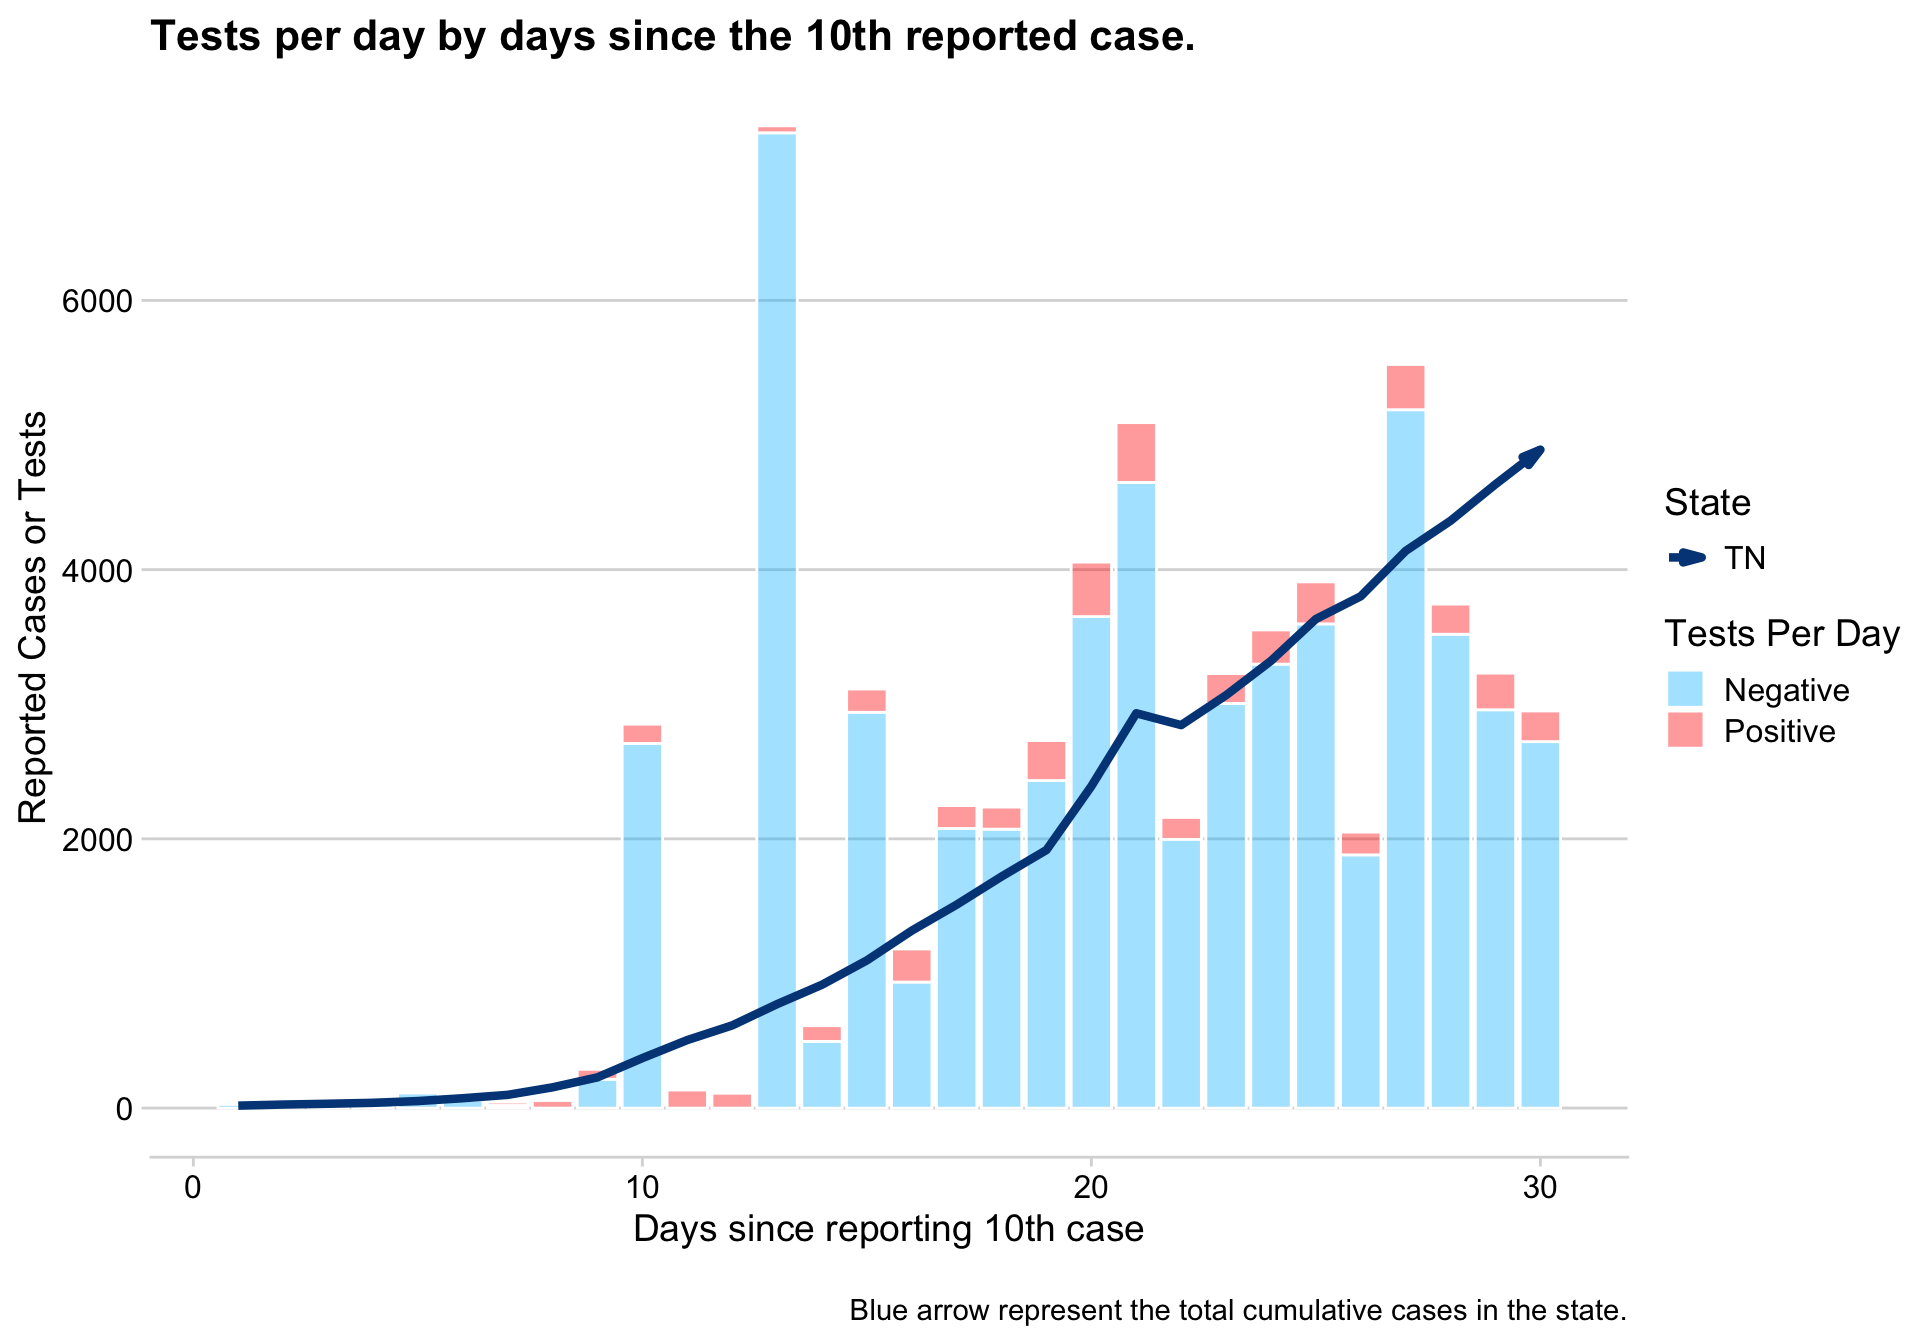 Tests per day by days since the 10th reported case.
Reported Cases or Tests
6000
4000
2000
0
0
10
20
30
Days since reporting 10th case
State
TN
Tests Per Day
Negative
Positive
Blue arrow represent the total cumulative cases in the state.